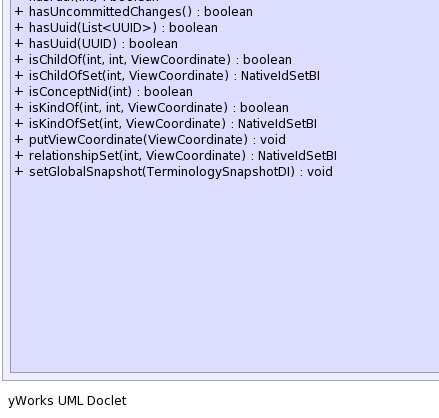 + hasUncommittedChanges() : boolean
+ hasUuid(List<UUID>) : boolean
+ hasUuid(UUID) : boolean
+ isChildOf(int, int, ViewCoordinate) : boolean
+ isChildOfSet(int, ViewCoordinate) : NativeIdSetBI
+ isConceptNid(int) : boolean
+ isKindOf(int, int, ViewCoordinate) : boolean
+ isKindOfSet(int, ViewCoordinate) : NativeIdSetBI
+ putViewCoordinate(ViewCoordinate) : void
+ relationshipSet(int, ViewCoordinate) : NativeIdSetBI
+ setGlobalSnapshot(TerminologySnapshotDI) : void
yWorks UML Doclet